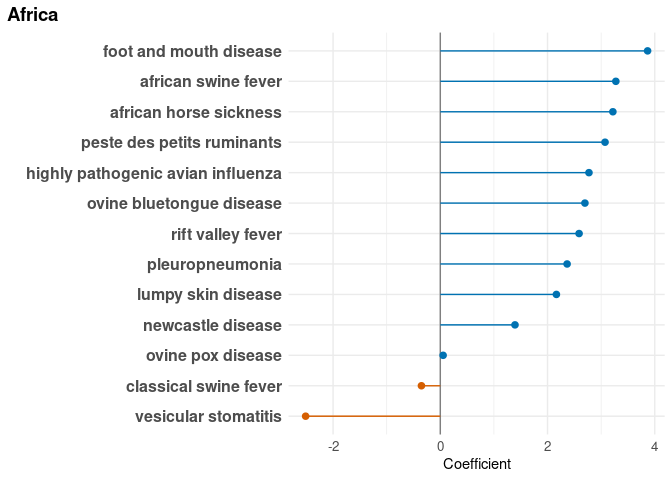 Africa
foot and mouth disease
african swine fever
african horse sickness
peste des petits ruminants
highly pathogenic avian influenza
ovine bluetongue disease
rift valley fever
pleuropneumonia
lumpy skin disease
newcastle disease
ovine pox disease
classical swine fever
vesicular stomatitis
-2 0 2 4
Coefficient